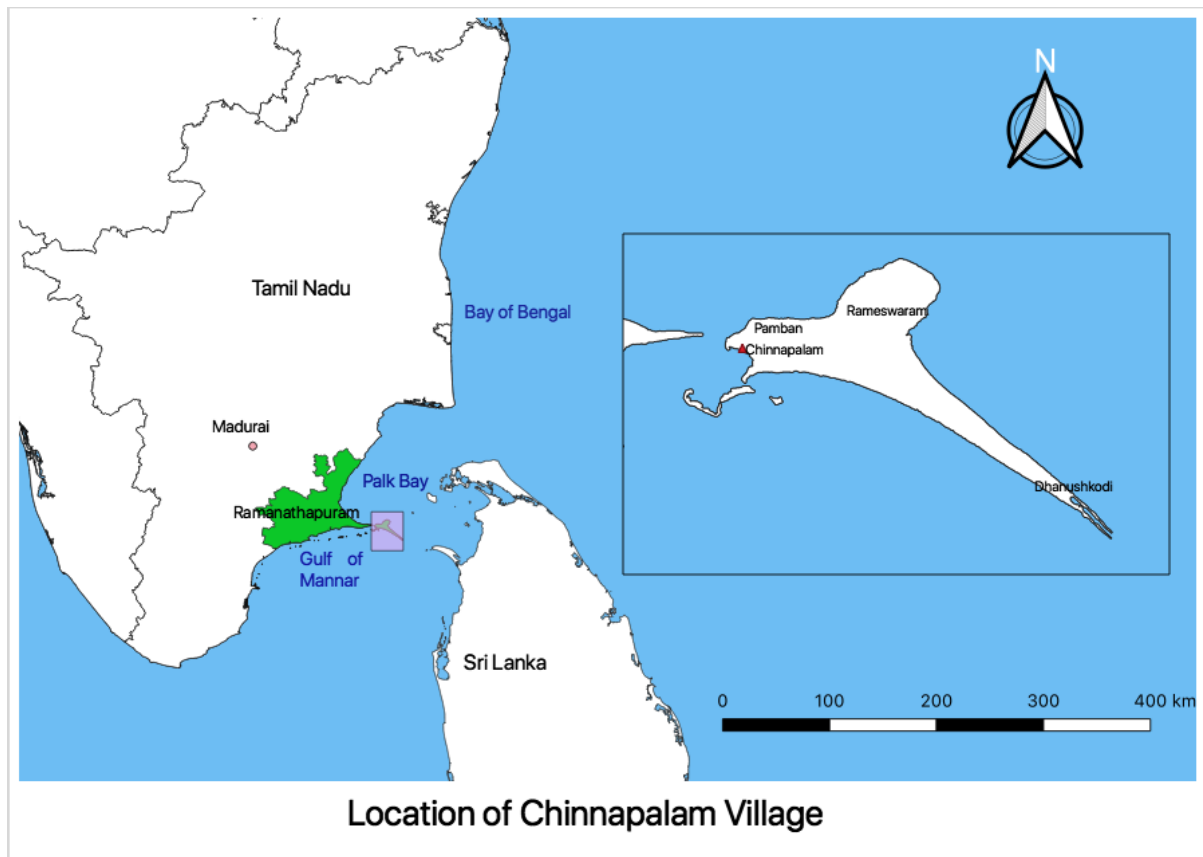 N
Tamil Nadu
Bay of Bengal
Rameswaram
Pamban
Chinnapalam
Madurai
Palk Bay
Dhanushkodi
Ramanathapuram
Gulf of
Mannar
Sri Lanka
0 100 200 300 400 km
Location of Chinnapalam Village